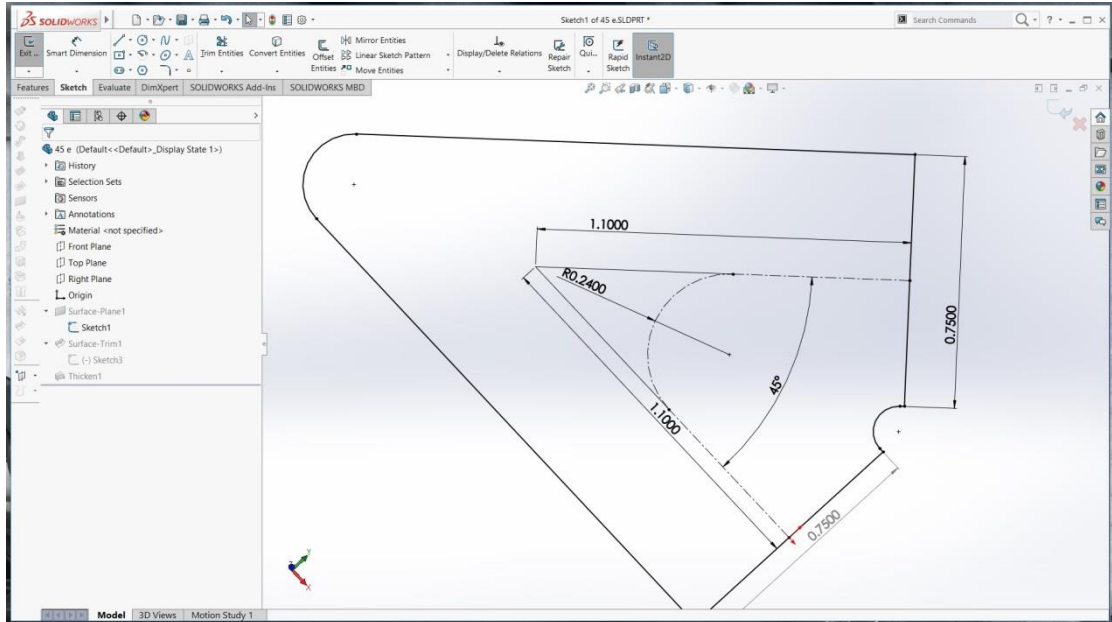 SOLIDWORKS
Sketch1 of 45 e.SLDPRT *
Search Commands
Exit ...
Smart Dimension
Trim Entities
Convert Entities
Offset Entities
Mirror Entities
Linear Sketch Pattern
Move Entities
Display/Delete Relations
Repair Sketch
Qui...
Rapid Sketch
Instant2D
Features
Sketch
Evaluate
DimXpert
SOLIDWORKS Add-Ins
SOLIDWORKS MBD
45 e (Default<<Default>_Display State 1>)
History
Selection Sets
Sensors
Annotations
Material <not specified>
Front Plane
Top Plane
Right Plane
Origin
Surface-Plane1
Sketch1
Surface-Trim1
(-) Sketch3
Thicken1
1.1000
R0.2400
0.7500
45°
1.1000
0.7500
Y
X
Model
3D Views
Motion Study 1